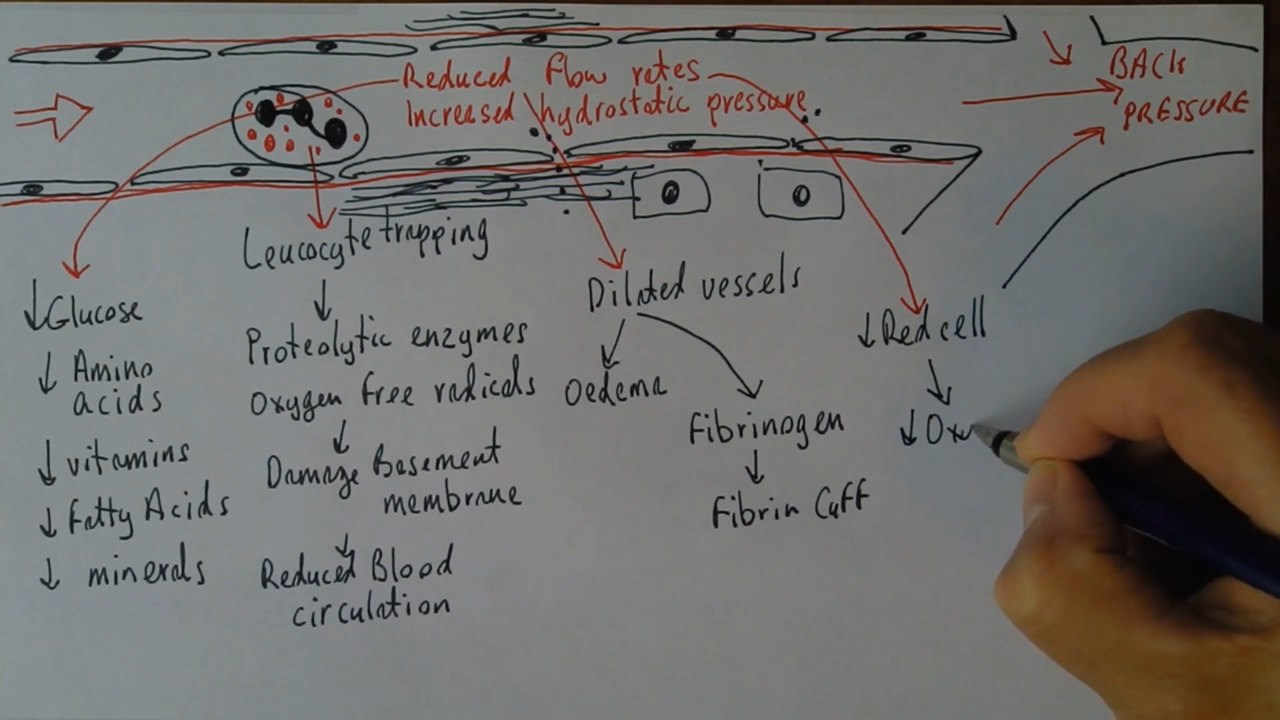 Reduced Flow rates
Increased hydrostatic pressure
BACK
PRESSURE
↓Glucose
↓ Amino
acids
↓ vitamins
↓ Fatty Acids
↓ minerals
Leucocyte trapping
↓
Proteolytic enzymes
Oxygen free radicals
↓
Damage Basement
membrane
↓
Reduced Blood
circulation
Dilated vessels
Oedema
Fibrinogen
↓
Fibrin Cuff
↓ Red cell
↓ Oxy